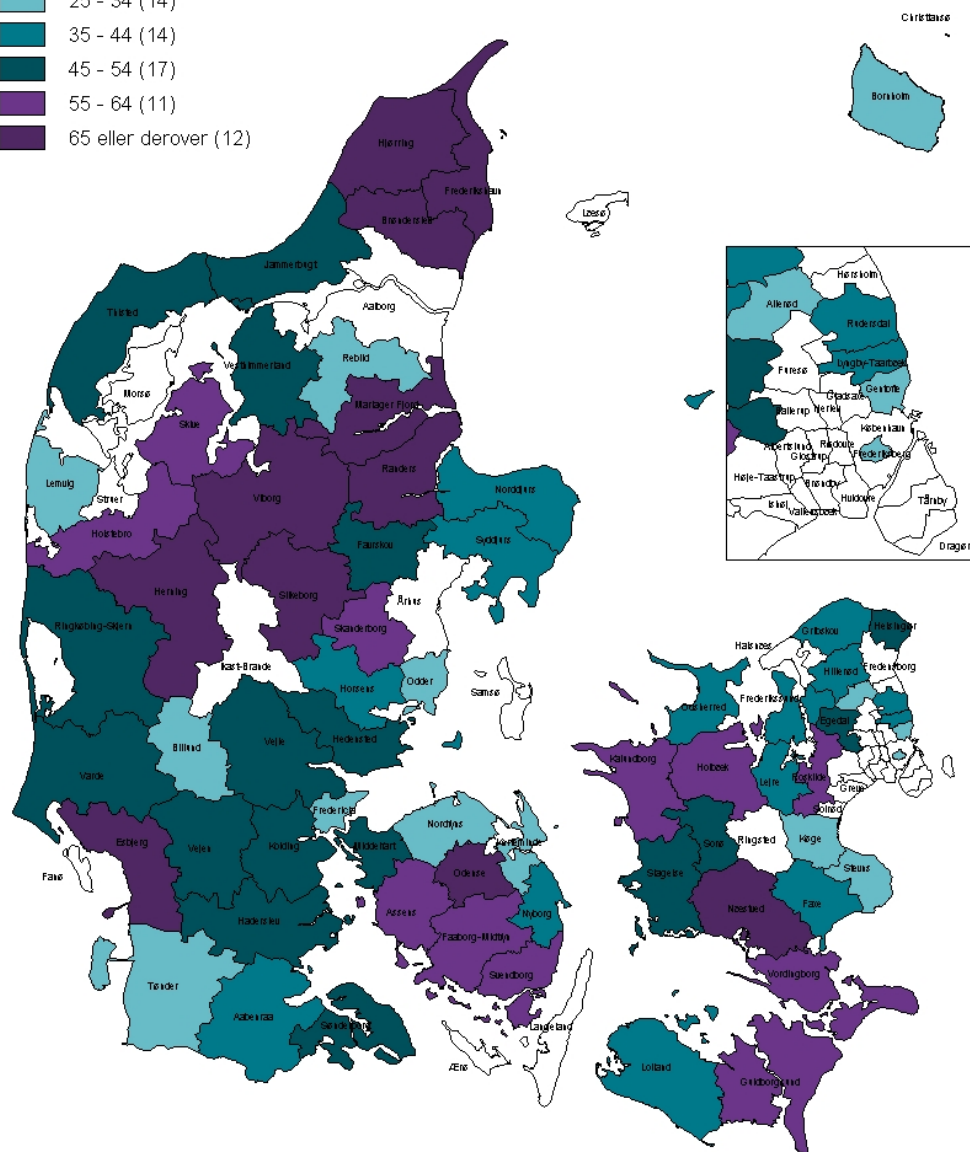 25 - 34 (14)
35 - 44 (14)
45 - 54 (17)
55 - 64 (11)
65 eller derover (12)
Christiansø
Bornholm
Hjørring
Frederikshavn
Brønderslev
Læsø
Jammerbugt
Aalborg
Thisted
Vesthimmerland
Rebild
Morsø
Mariager Fjord
Skive
Lemvig
Struer
Holstebro
Viborg
Randers
Norddjurs
Syddjurs
Favrskov
Herning
Silkeborg
Århus
Skanderborg
Ringkøbing-Skjern
Ikast-Brande
Horsens
Odder
Samsø
Hedensted
Billund
Vejle
Varde
Fredericia
Esbjerg
Vejen
Kolding
Middelfart
Fanø
Haderslev
Tønder
Aabenraa
Sønderborg
Nordfyns
Kerteminde
Odense
Assens
Nyborg
Faaborg-Midtfyn
Svendborg
Langeland
Ærø
Hørsholm
Allerød
Rudersdal
Furesø
Lyngby-Taarbæk
Gentofte
Gladsaxe
Ballerup
Herlev
København
Albertslund
Rødovre
Glostrup
Frederiksberg
Høje-Taastrup
Brøndby
Hvidovre
Ishøj
Vallensbæk
Tårnby
Dragør
Gribskov
Helsingør
Halsnæs
Hillerød
Fredensborg
Frederikssund
Odsherred
Egedal
Kalundborg
Holbæk
Lejre
Roskilde
Greve
Solrød
Ringsted
Sorø
Køge
Stevns
Slagelse
Næstved
Faxe
Vordingborg
Lolland
Guldborgsund